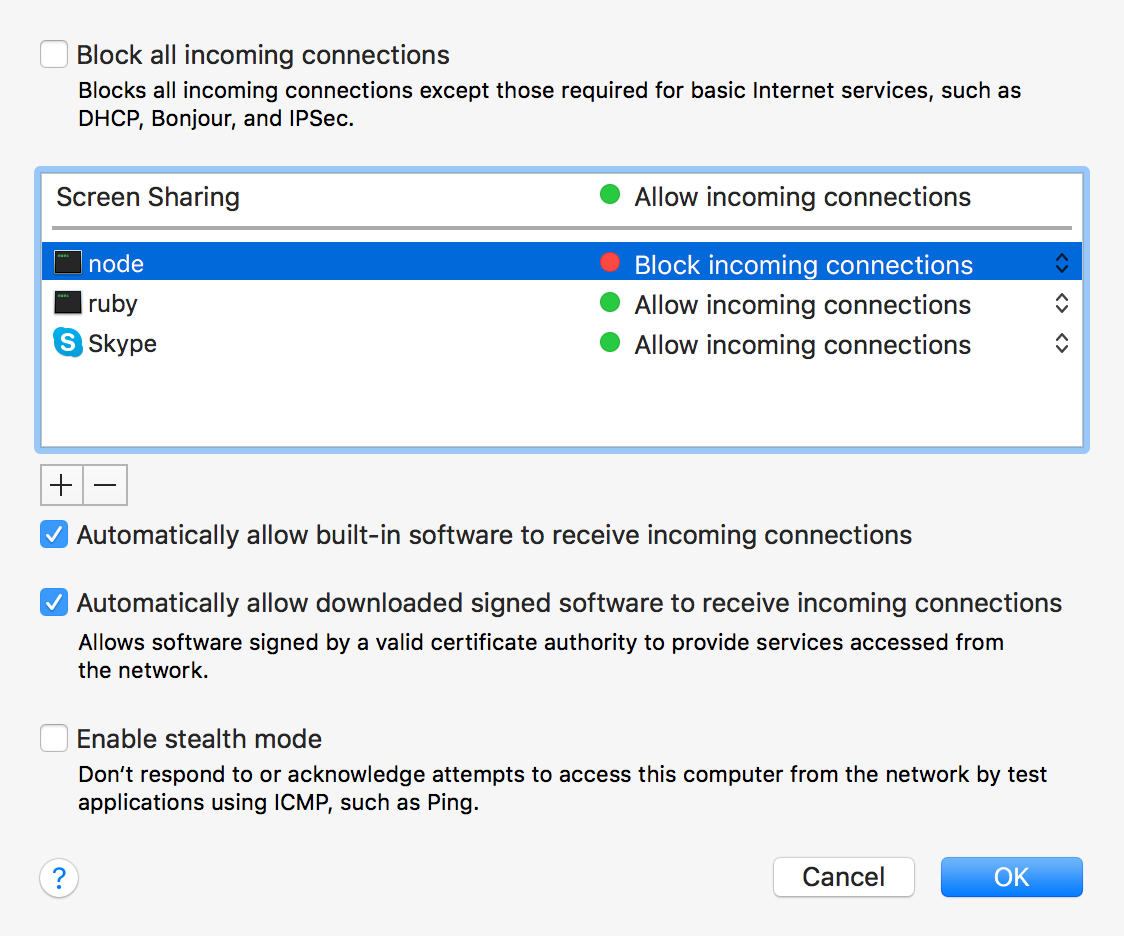 Block all incoming connections
Blocks all incoming connections except those required for basic Internet services, such as
DHCP, Bonjour, and IPSec.
Screen Sharing Allow incoming connections
node Block incoming connections
ruby Allow incoming connections
Skype Allow incoming connections
Automatically allow built-in software to receive incoming connections
Automatically allow downloaded signed software to receive incoming connections
Allows software signed by a valid certificate authority to provide services accessed from
the network.
Enable stealth mode
Don’t respond to or acknowledge attempts to access this computer from the network by test
applications using ICMP, such as Ping.
? Cancel OK